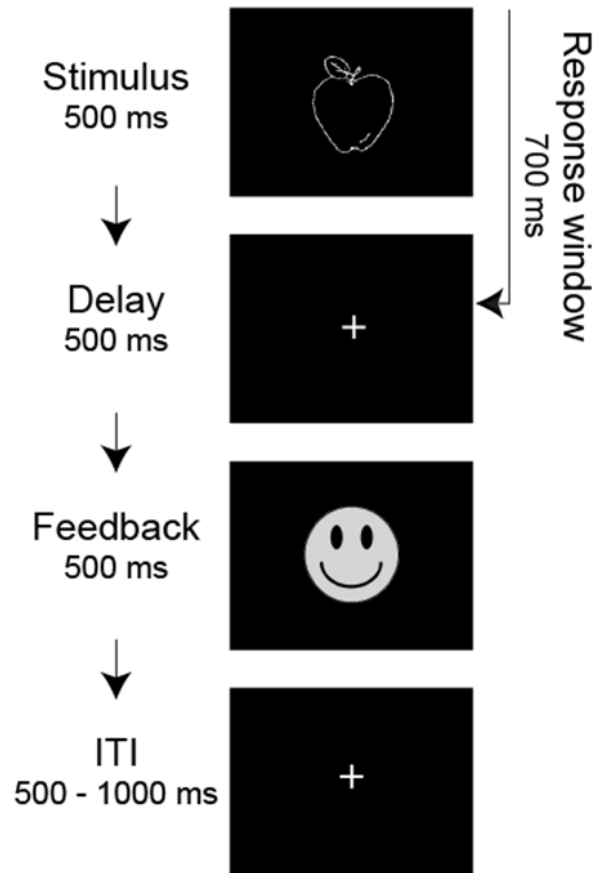 Stimulus
500 ms
Response window
700 ms
Delay
500 ms
Feedback
500 ms
ITI
500 - 1000 ms